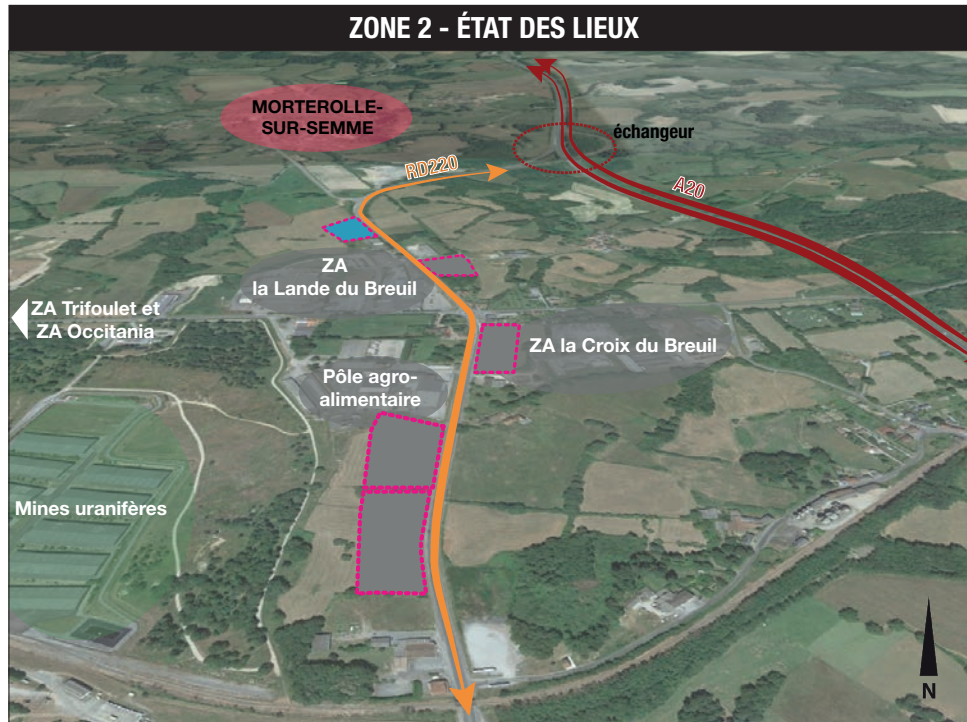 ZONE 2 - ÉTAT DES LIEUX
MORTEROLLE-
SUR-SEMME
échangeur
RD220
A20
ZA
la Lande du Breuil
ZA Trifoulet et
ZA Occitania
ZA la Croix du Breuil
Pôle agro-
alimentaire
Mines uranifères
N